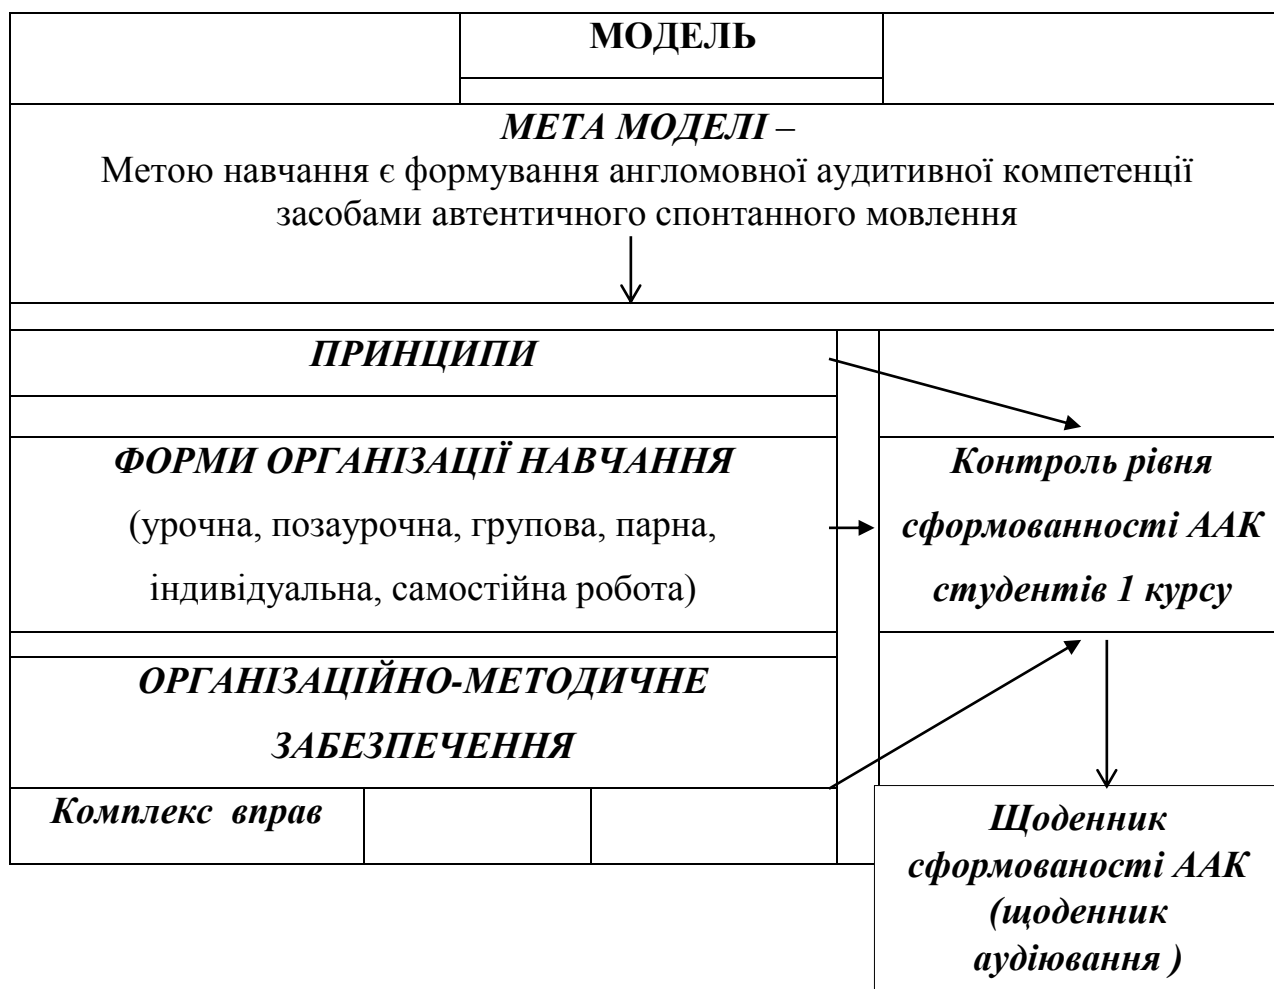 МОДЕЛЬ
МЕТА МОДЕЛІ –
Метою навчання є формування англомовної аудитивної компетенції
засобами автентичного спонтанного мовлення
ПРИНЦИПИ
ФОРМИ ОРГАНІЗАЦІЇ НАВЧАННЯ
(урочна, позаурочна, групова, парна,
індивідуальна, самостійна робота)
Контроль рівня
сформованності ААК
студентів 1 курсу
ОРГАНІЗАЦІЙНО-МЕТОДИЧНЕ
ЗАБЕЗПЕЧЕННЯ
Комплекс вправ
Щоденник
сформованості ААК
(щоденник
аудіювання )